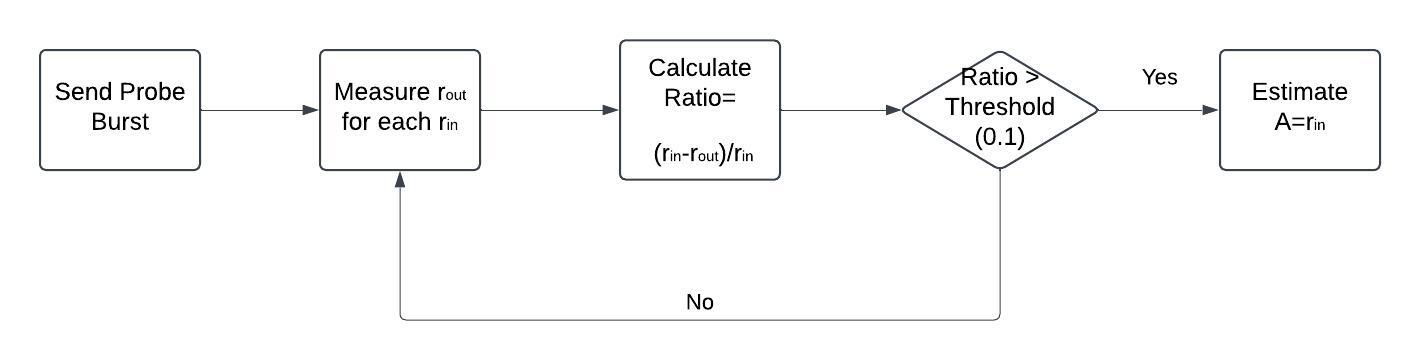 Send Probe
Burst
Measure rout
for each rin
Calculate
Ratio=
(rin-rout)/rin
Ratio >
Threshold
(0.1)
Yes
Estimate
A=rin
No